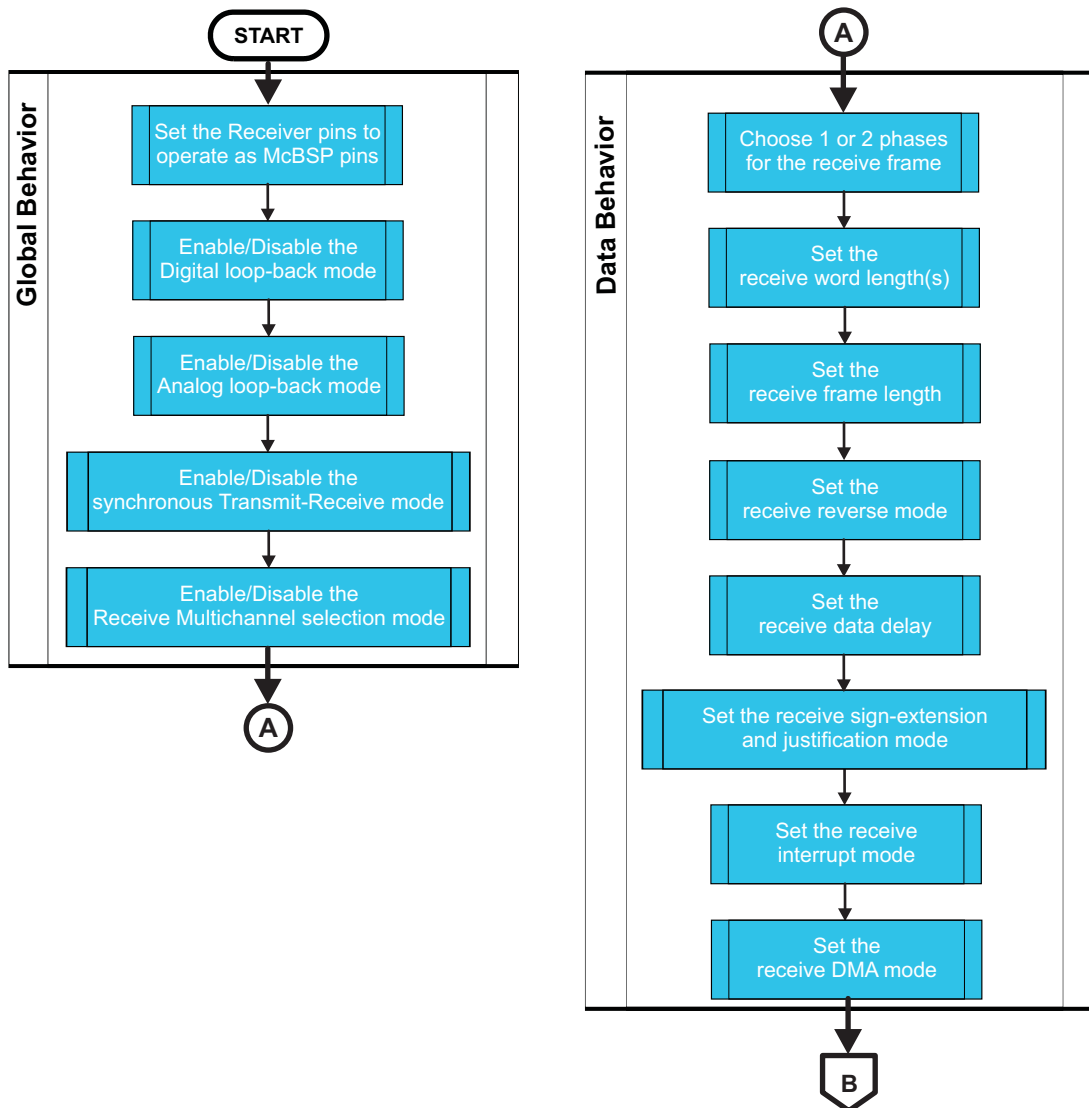 START
Global Behavior
Set the Receiver pins to
operate as McBSP pins
Enable/Disable the
Digital loop-back mode
Enable/Disable the
Analog loop-back mode
Enable/Disable the
synchronous Transmit-Receive mode
Enable/Disable the
Receive Multichannel selection mode
A
A
Data Behavior
Choose 1 or 2 phases
for the receive frame
Set the
receive word length(s)
Set the
receive frame length
Set the
receive reverse mode
Set the
receive data delay
Set the receive sign-extension
and justification mode
Set the receive
interrupt mode
Set the
receive DMA mode
B